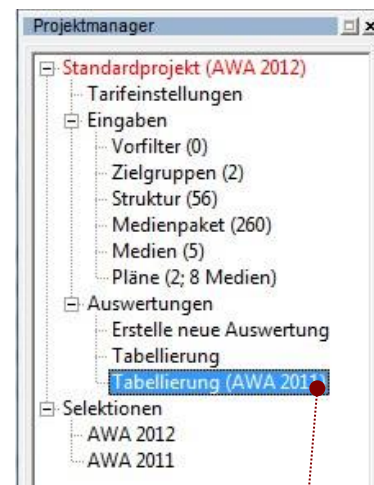 Projektmanager
Standardprojekt (AWA 2012)
Tarifeinstellungen
Eingaben
Vorfilter (0)
Zielgruppen (2)
Struktur (56)
Medienpaket (260)
Medien (5)
Pläne (2; 8 Medien)
Auswertungen
Erstelle neue Auswertung
Tabellierung
Tabellierung (AWA 2011)
Selektionen
AWA 2012
AWA 2011